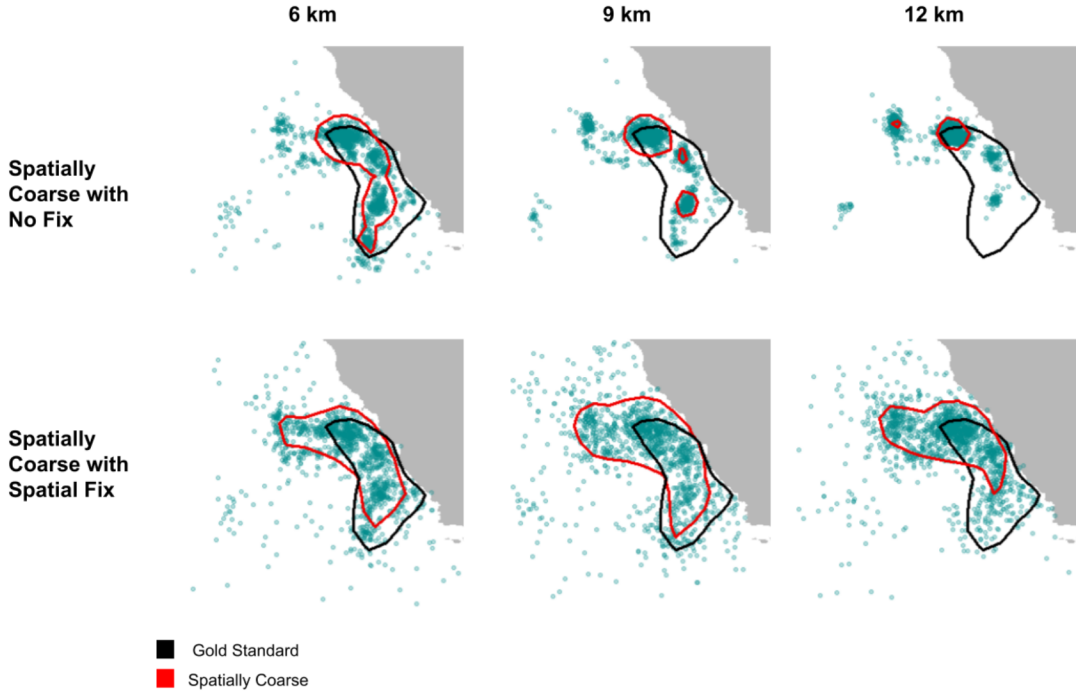 6 km
9 km
12 km
Spatially
Coarse with
No Fix
Spatially
Coarse with
Spatial Fix
Gold Standard
Spatially Coarse